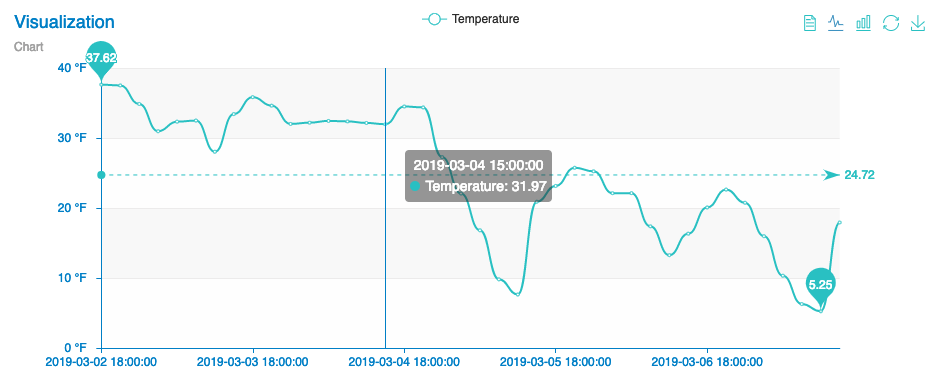 Visualization
Temperature
Chart
37.62
40 °F
30 °F
2019-03-04 15:00:00
Temperature: 31.97
24.72
20 °F
10 °F
5.25
0 °F
2019-03-02 18:00:00
2019-03-03 18:00:00
2019-03-04 18:00:00
2019-03-05 18:00:00
2019-03-06 18:00:00